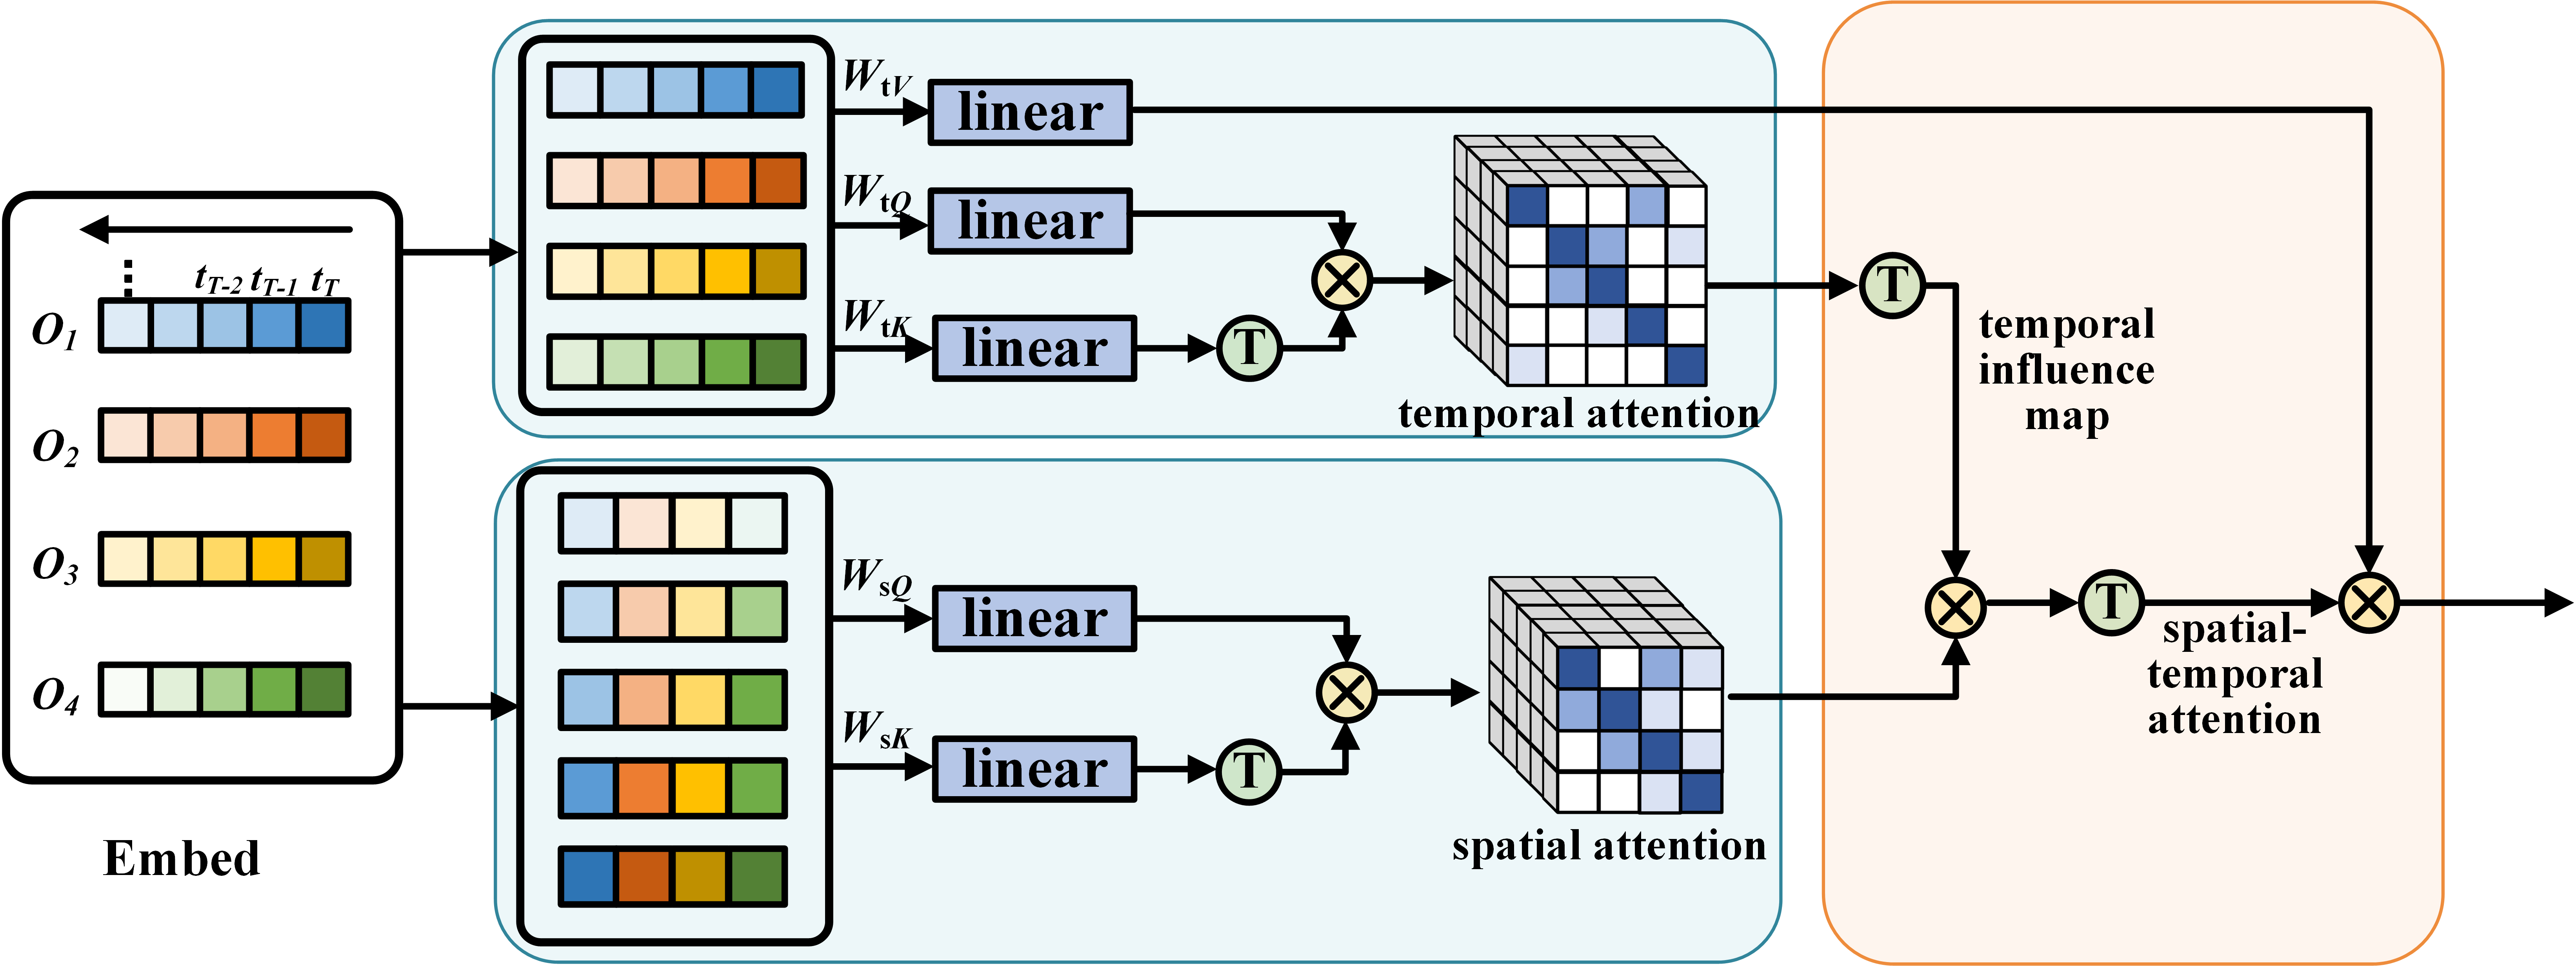 t_{T-2} t_{T-1} t_T
O_1
O_2
O_3
O_4
Embed
W_{tV}
linear
W_{tQ}
linear
W_{tK}
linear
T
temporal attention
W_{sQ}
linear
W_{sK}
linear
T
spatial attention
T
temporal
influence
map
T
spatial-
temporal
attention